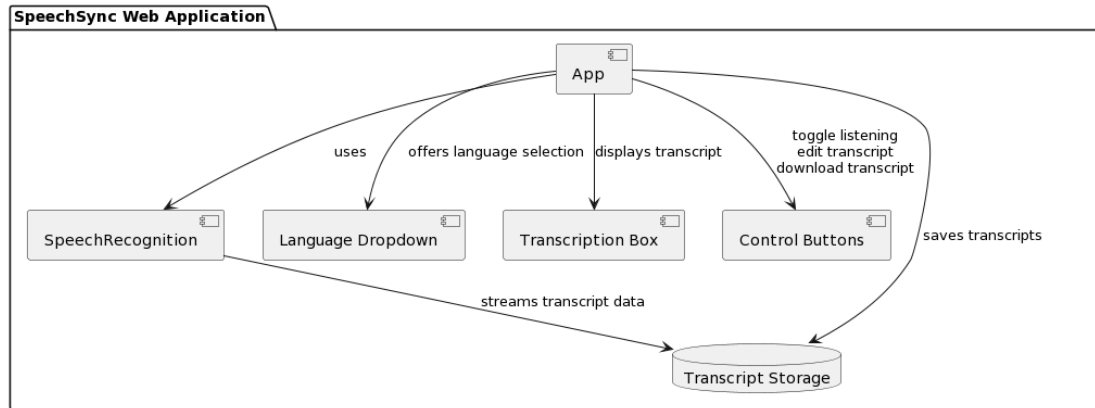 SpeechSync Web Application
App
uses
offers language selection
displays transcript
toggle listening
edit transcript
download transcript
SpeechRecognition
Language Dropdown
Transcription Box
Control Buttons
saves transcripts
streams transcript data
Transcript Storage